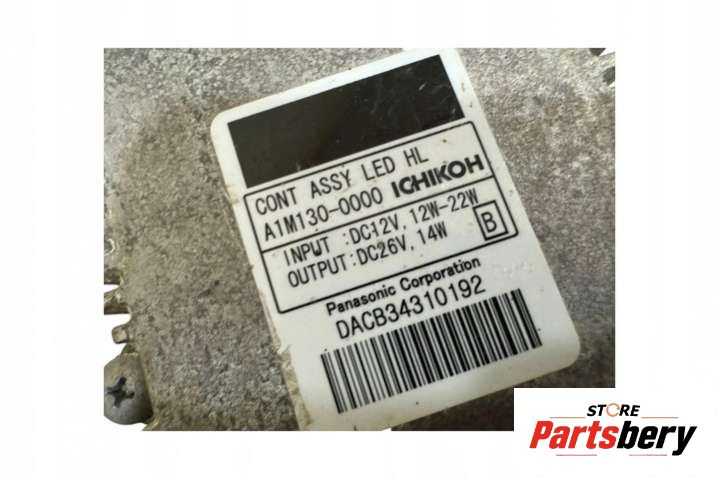 CONT ASSY LED HL
A1M130-0000 ICHIKOH
INPUT :DC12V, 12W-22W
OUTPUT:DC26V, 14W
B
Panasonic Corporation
DACB34310192
STORE
Partsbery